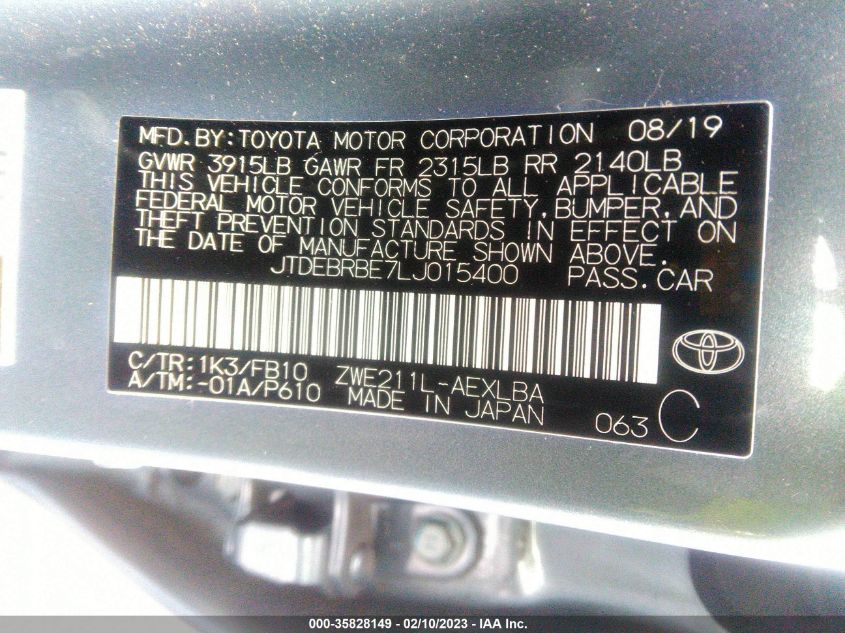 MFD. BY: TOYOTA MOTOR CORPORATION 08/19
GVWR 3915LB GAWR FR 2315LB RR 2140LB
THIS VEHICLE CONFORMS TO ALL APPLICABLE
FEDERAL MOTOR VEHICLE SAFETY, BUMPER, AND
THEFT PREVENTION STANDARDS IN EFFECT ON
THE DATE OF MANUFACTURE SHOWN ABOVE.
JTDEBRBE7LJ015400 PASS. CAR
C/TR: 1K3/FB10 ZWE211L-AEXLBA
A/TM: -01A/P610 MADE IN JAPAN
063 C
000-35828149 — 02/10/2023 — IAA Inc.